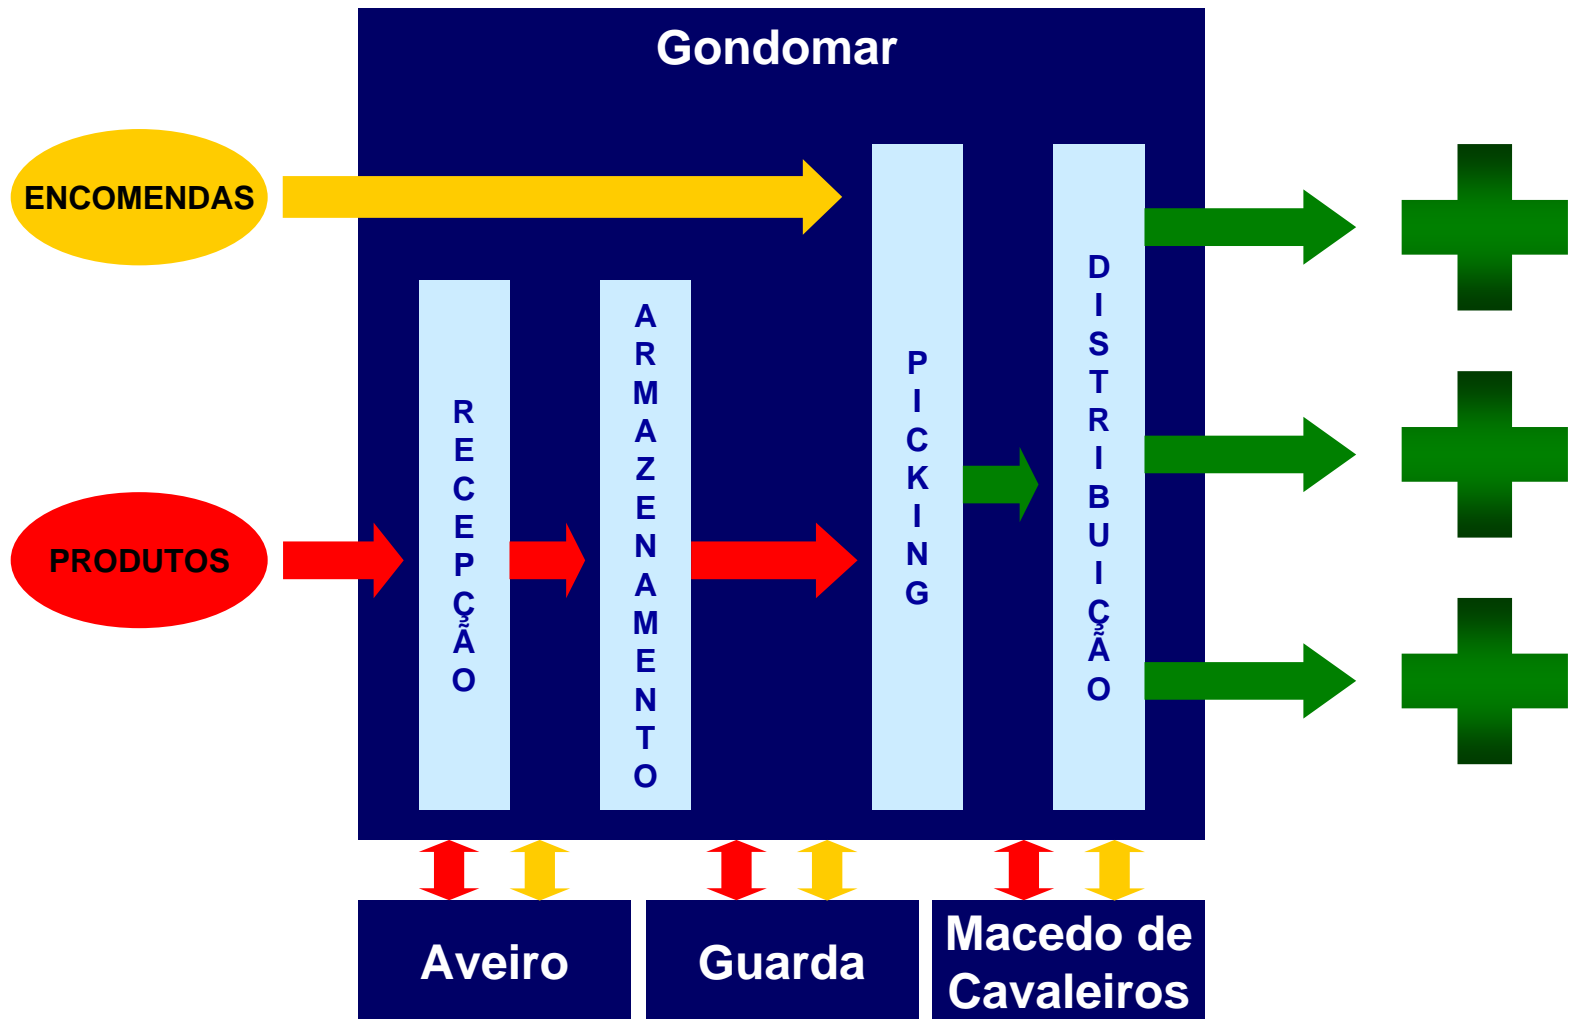 Gondomar
ENCOMENDAS
PRODUTOS
RECEPÇÃO
ARMAZENAMENTO
PICKING
DISTRIBUIÇÃO
Aveiro
Guarda
Macedo de
Cavaleiros